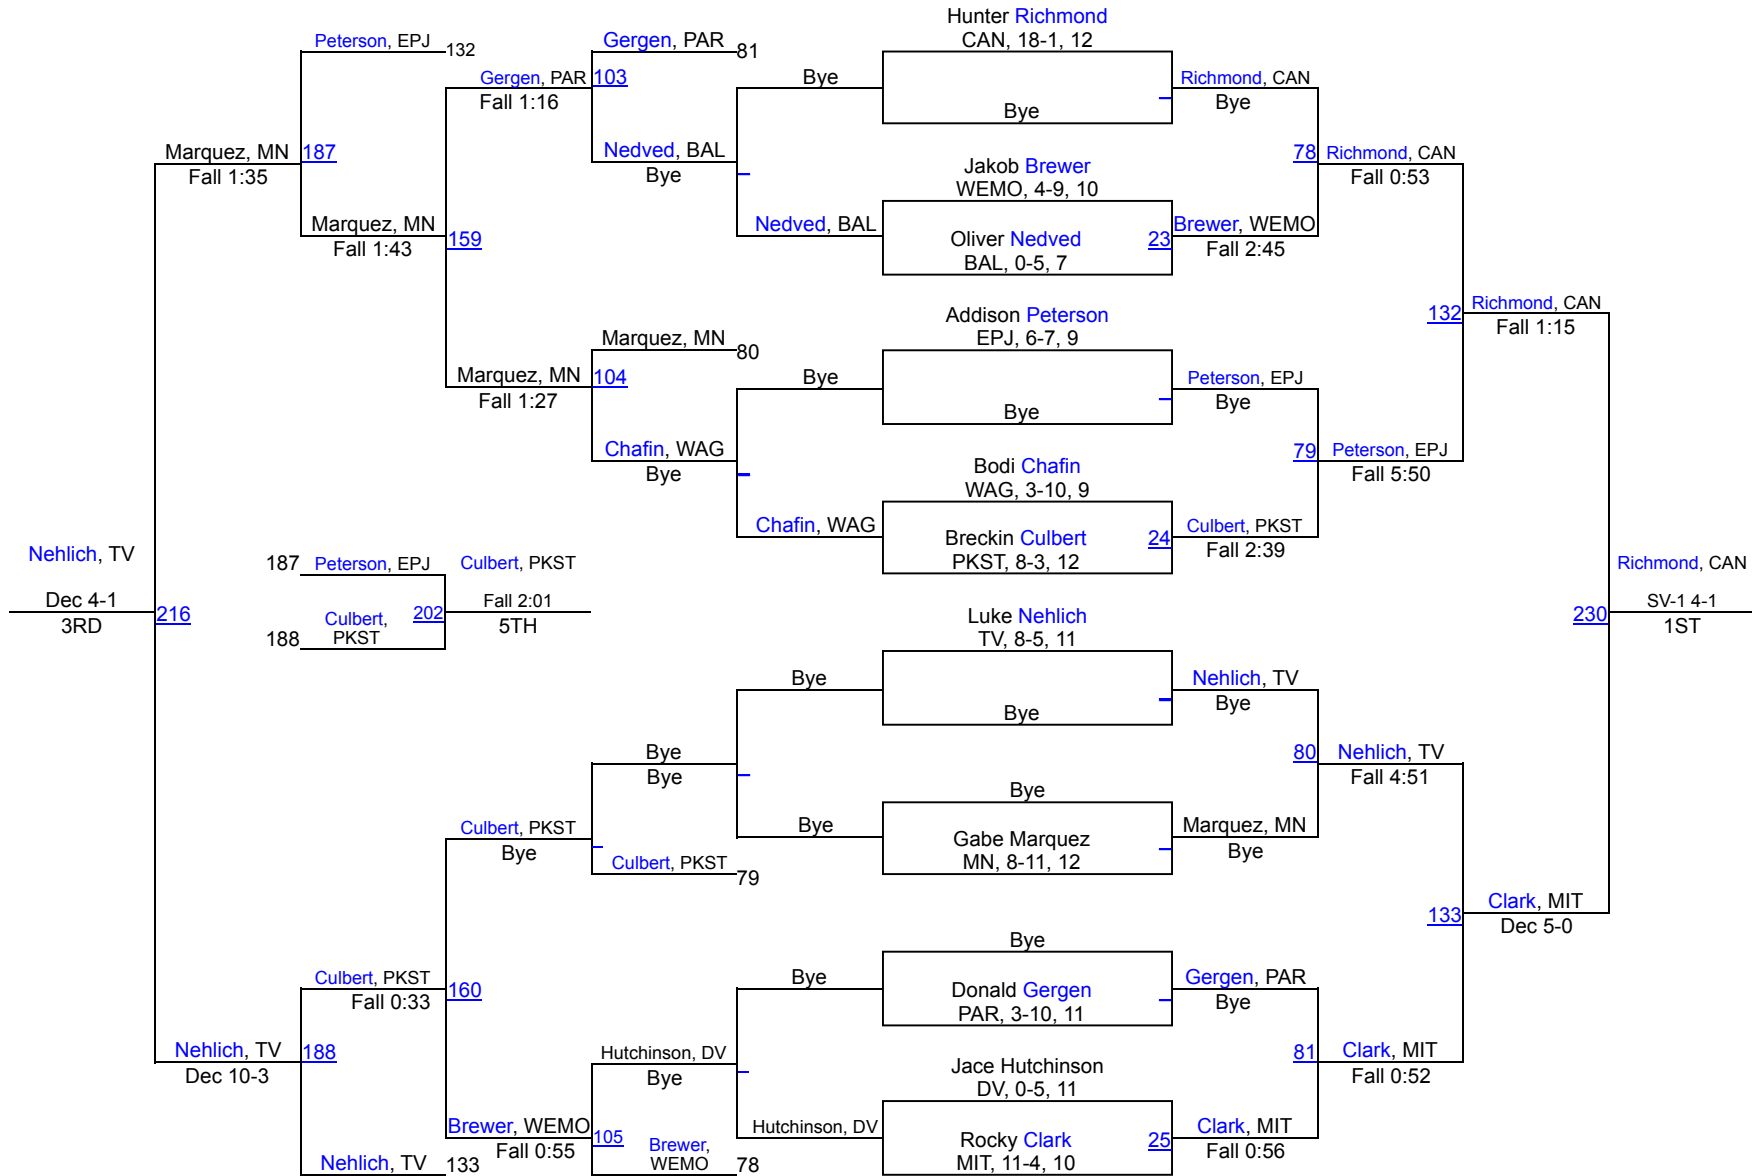 Hunter Richmond
CAN, 18-1, 12
Peterson, EPJ 132
Gergen, PAR 81
Gergen, PAR 103
Fall 1:16
Bye
Bye
Richmond, CAN
Bye
Marquez, MN 187
Fall 1:35
Nedved, BAL
Bye
78 Richmond, CAN
Fall 0:53
Jakob Brewer
WEMO, 4-9, 10
Marquez, MN
Fall 1:43
159
Nedved, BAL
Oliver Nedved
BAL, 0-5, 7
23 Brewer, WEMO
Fall 2:45
Addison Peterson
EPJ, 6-7, 9
132 Richmond, CAN
Fall 1:15
Marquez, MN 80
Marquez, MN 104
Fall 1:27
Bye
Bye
Peterson, EPJ
Bye
Chafin, WAG
Bye
79 Peterson, EPJ
Fall 5:50
Bodi Chafin
WAG, 3-10, 9
Chafin, WAG
Breckin Culbert
PKST, 8-3, 12
24
Culbert, PKST
Fall 2:39
Nehlich, TV
Dec 4-1
3RD
216
187 Peterson, EPJ
188 Culbert,
PKST
202
Culbert, PKST
Fall 2:01
5TH
Richmond, CAN
230 SV-1 4-1
1ST
Luke Nehlich
TV, 8-5, 11
Bye
Bye
Nehlich, TV
Bye
Bye
Bye
80 Nehlich, TV
Fall 4:51
Bye
Culbert, PKST
Bye
Bye
Gabe Marquez
MN, 8-11, 12
Marquez, MN
Bye
Culbert, PKST 79
133 Clark, MIT
Dec 5-0
Bye
Culbert, PKST
Fall 0:33
160
Bye
Donald Gergen
PAR, 3-10, 11
Gergen, PAR
Bye
Nehlich, TV 188
Dec 10-3
Hutchinson, DV
Bye
81 Clark, MIT
Fall 0:52
Jace Hutchinson
DV, 0-5, 11
Brewer, WEMO
Fall 0:55
105 Brewer,
WEMO 78
Hutchinson, DV
Rocky Clark
MIT, 11-4, 10
25 Clark, MIT
Fall 0:56
Nehlich, TV 133